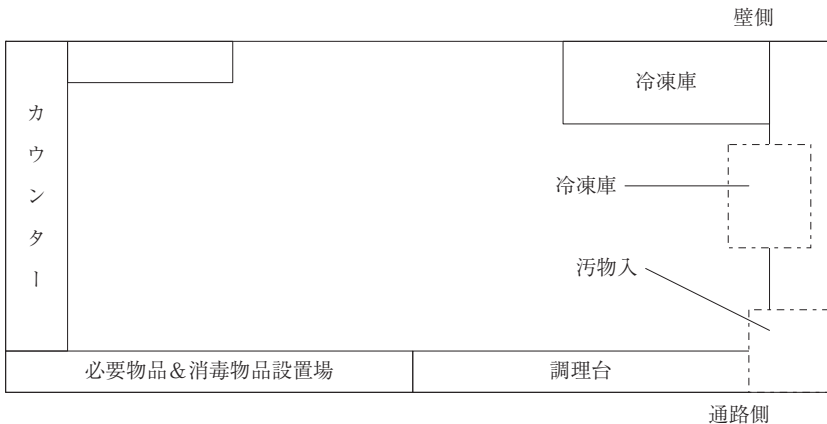 壁側
冷凍庫
カウンター
冷凍庫
汚物入
必要物品&消毒物品設置場
調理台
通路側